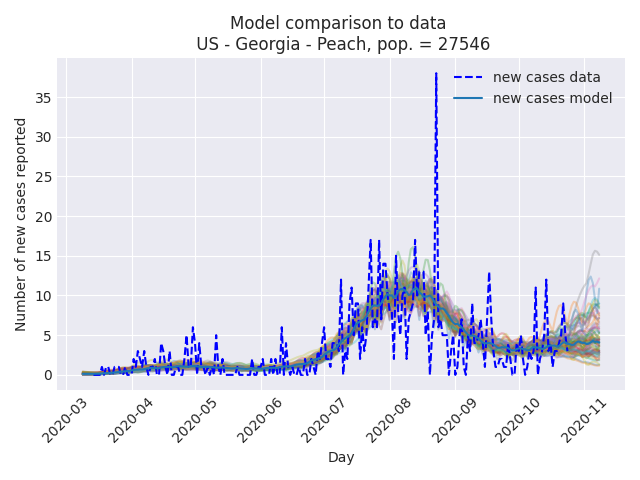 Model comparison to data
US - Georgia - Peach, pop. = 27546
new cases data
new cases model
Number of new cases reported
35
30
25
20
15
10
5
0
2020-03
2020-04
2020-05
2020-06
2020-07
2020-08
2020-09
2020-10
2020-11
Day